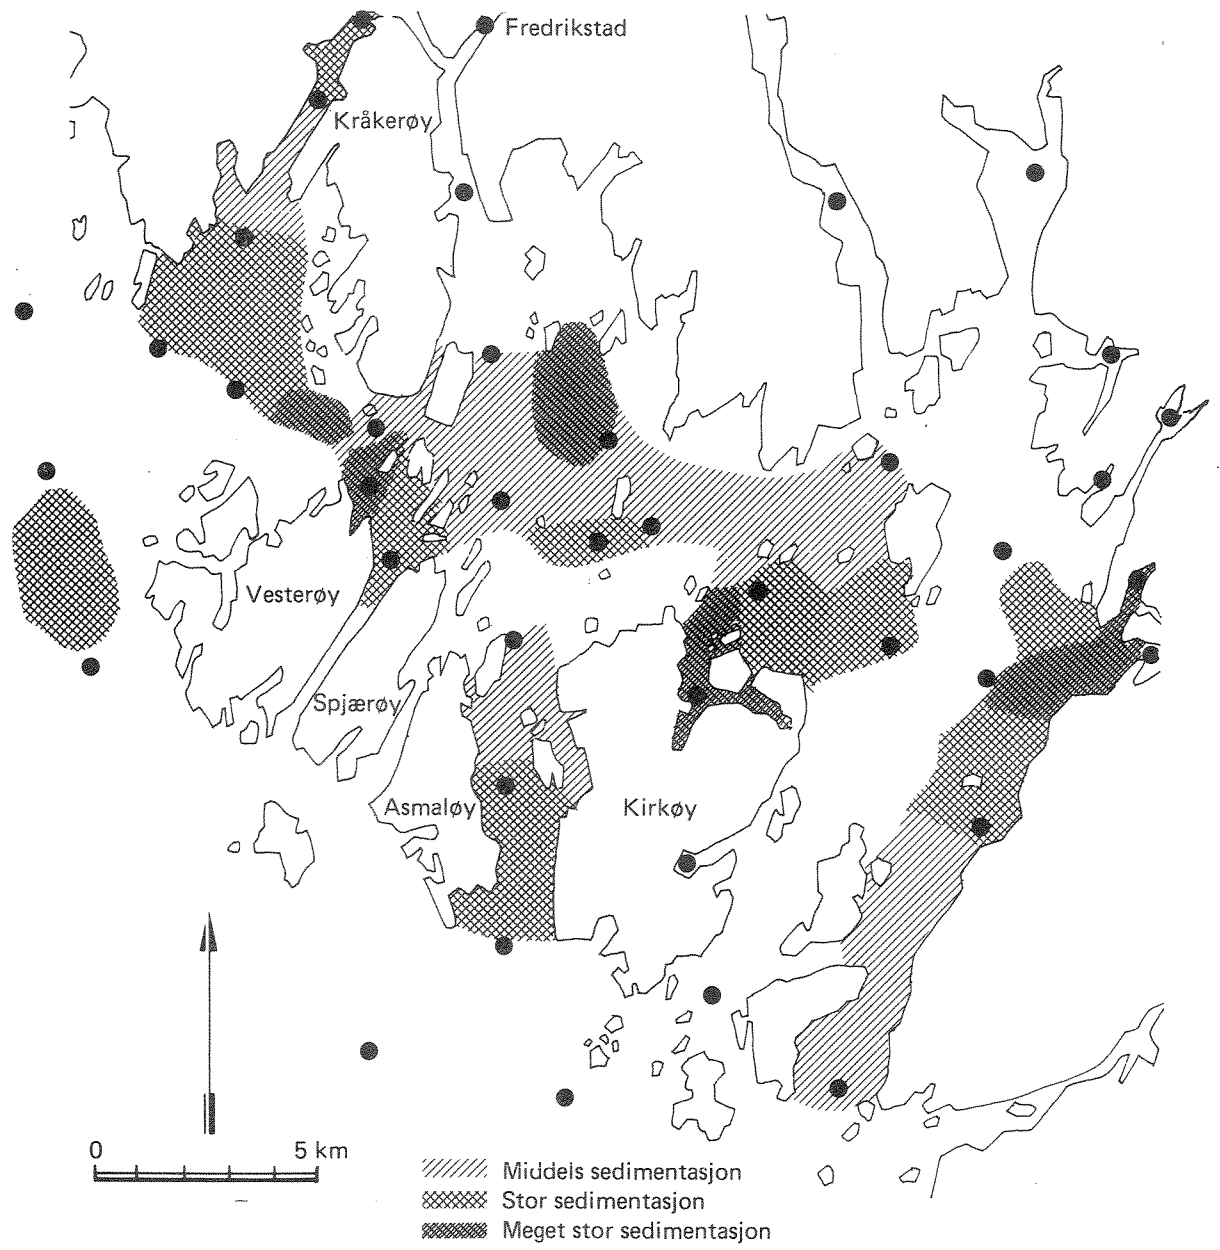 Fredrikstad
Kråkerøy
Vesterøy
Spjærøy
Asmaløy
Kirkøy
0 5 km
Middels sedimentasjon
Stor sedimentasjon
Meget stor sedimentasjon